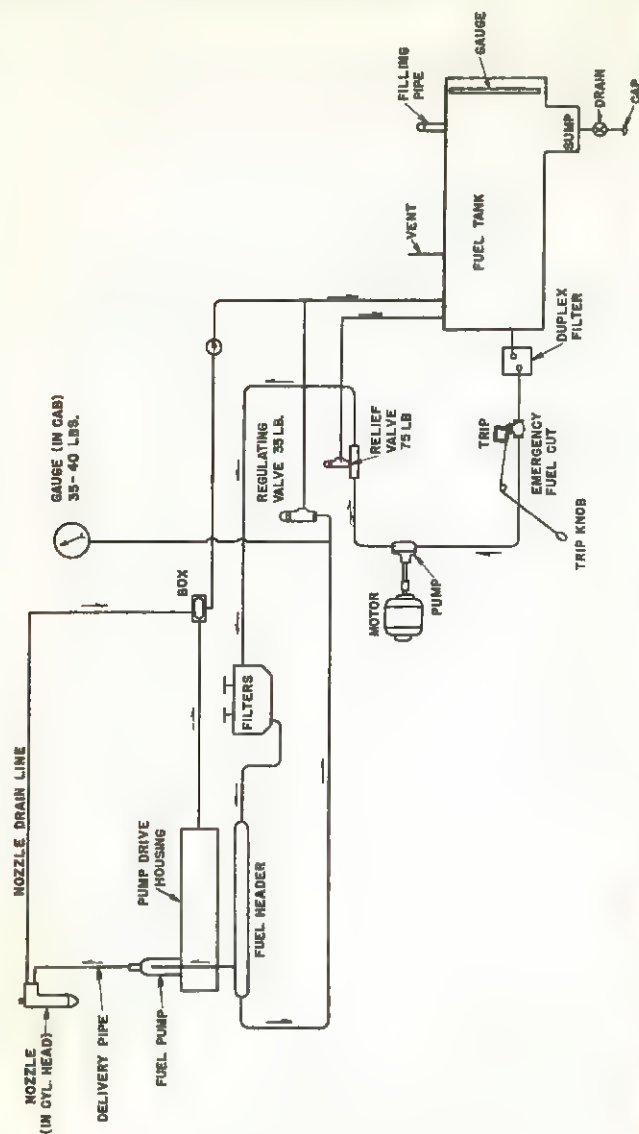 NOZZLE
(IN CYL. HEAD)
NOZZLE DRAIN LINE
GAUGE (IN CAB)
35-40 LBS.
DELIVERY PIPE
PUMP DRIVE
HOUSING
FUEL PUMP
BOX
FILTERS
FUEL HEADER
REGULATING
VALVE 35 LB.
RELIEF
VALVE
75 LB
MOTOR
PUMP
VENT
FILLING
PIPE
GAUGE
FUEL TANK
TRIP
EMERGENCY
FUEL CUT
TRIP KNOB
DUPLEX
FILTER
SUMP
DRAIN
CAP